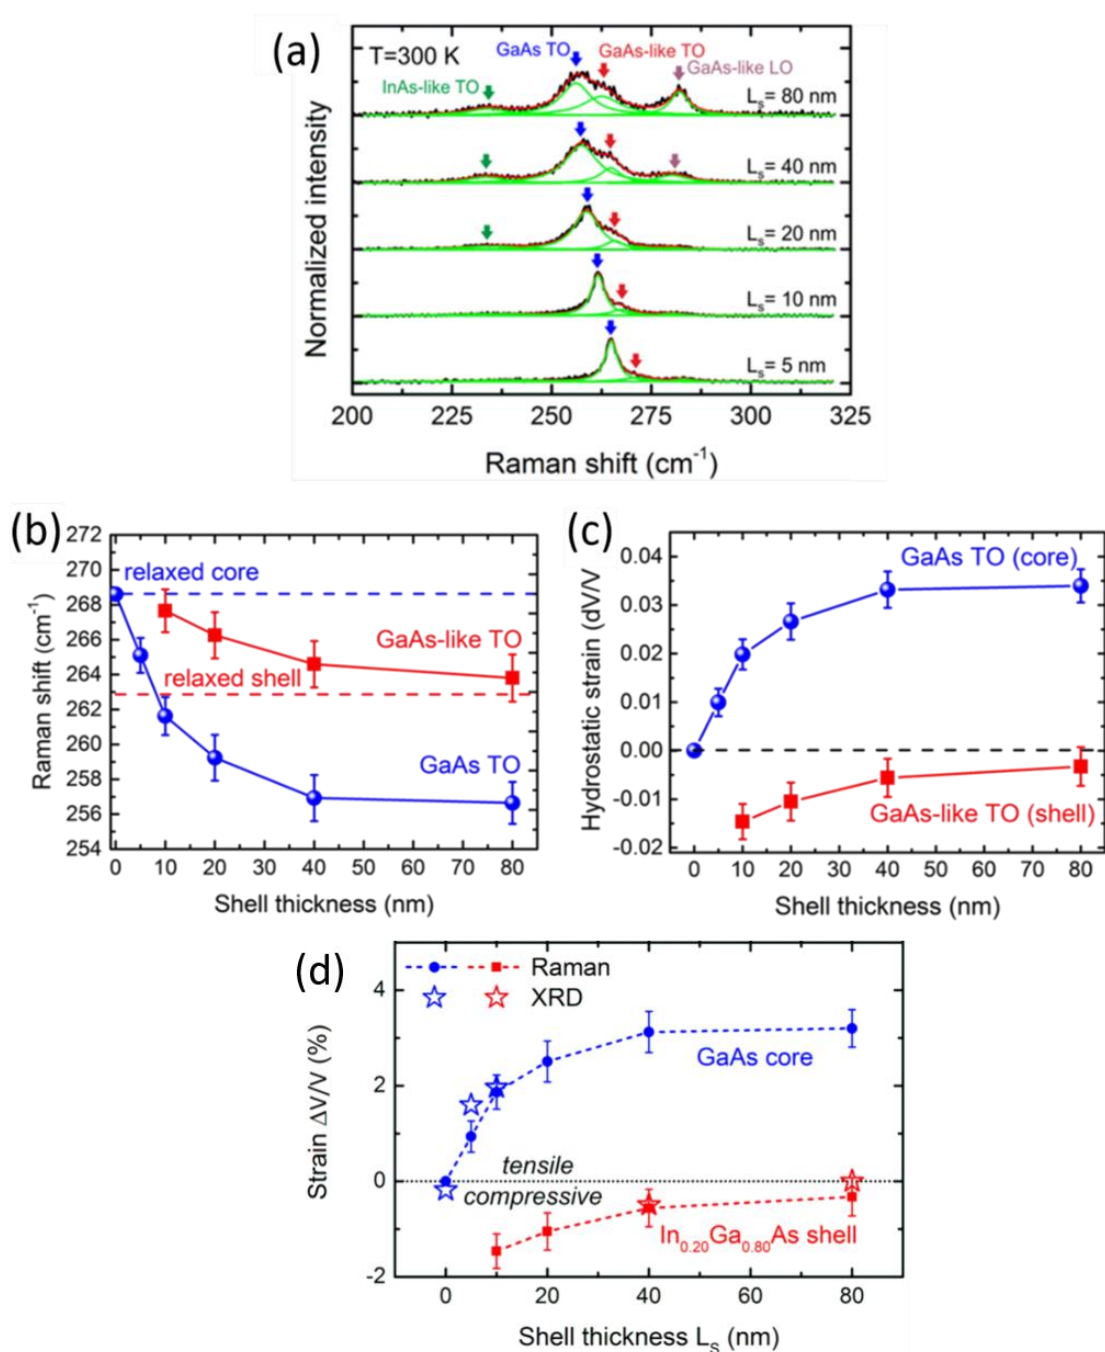 (a)
T=300 K
GaAs TO
GaAs-like TO
GaAs-like LO
InAs-like TO
Lₛ= 80 nm
Lₛ= 40 nm
Lₛ= 20 nm
Lₛ= 10 nm
Lₛ= 5 nm
Normalized intensity
200 225 250 275 300 325
Raman shift (cm⁻¹)
(b)
272
270
268
266
264
262
260
258
256
254
Raman shift (cm⁻¹)
relaxed core
GaAs-like TO
relaxed shell
GaAs TO
0 10 20 30 40 50 60 70 80
Shell thickness (nm)
(c)
0.04
0.03
0.02
0.01
0.00
-0.01
-0.02
Hydrostatic strain (dV/V)
GaAs TO (core)
GaAs-like TO (shell)
0 10 20 30 40 50 60 70 80
Shell thickness (nm)
(d)
4
2
0
-2
Strain ΔV/V (%)
Raman
XRD
GaAs core
tensile
compressive
In₀.₂₀Ga₀.₈₀As shell
0 20 40 60 80
Shell thickness Lₛ (nm)